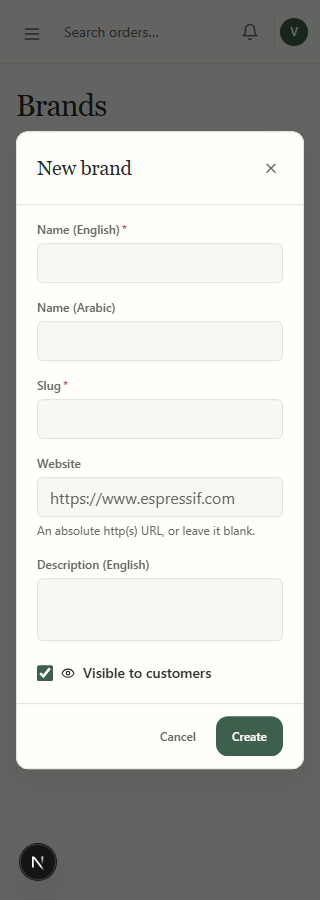 Search orders...
V
Brands
New brand
Name (English) *
Name (Arabic)
Slug *
Website
https://www.espressif.com
An absolute http(s) URL, or leave it blank.
Description (English)
Visible to customers
Cancel
Create
N